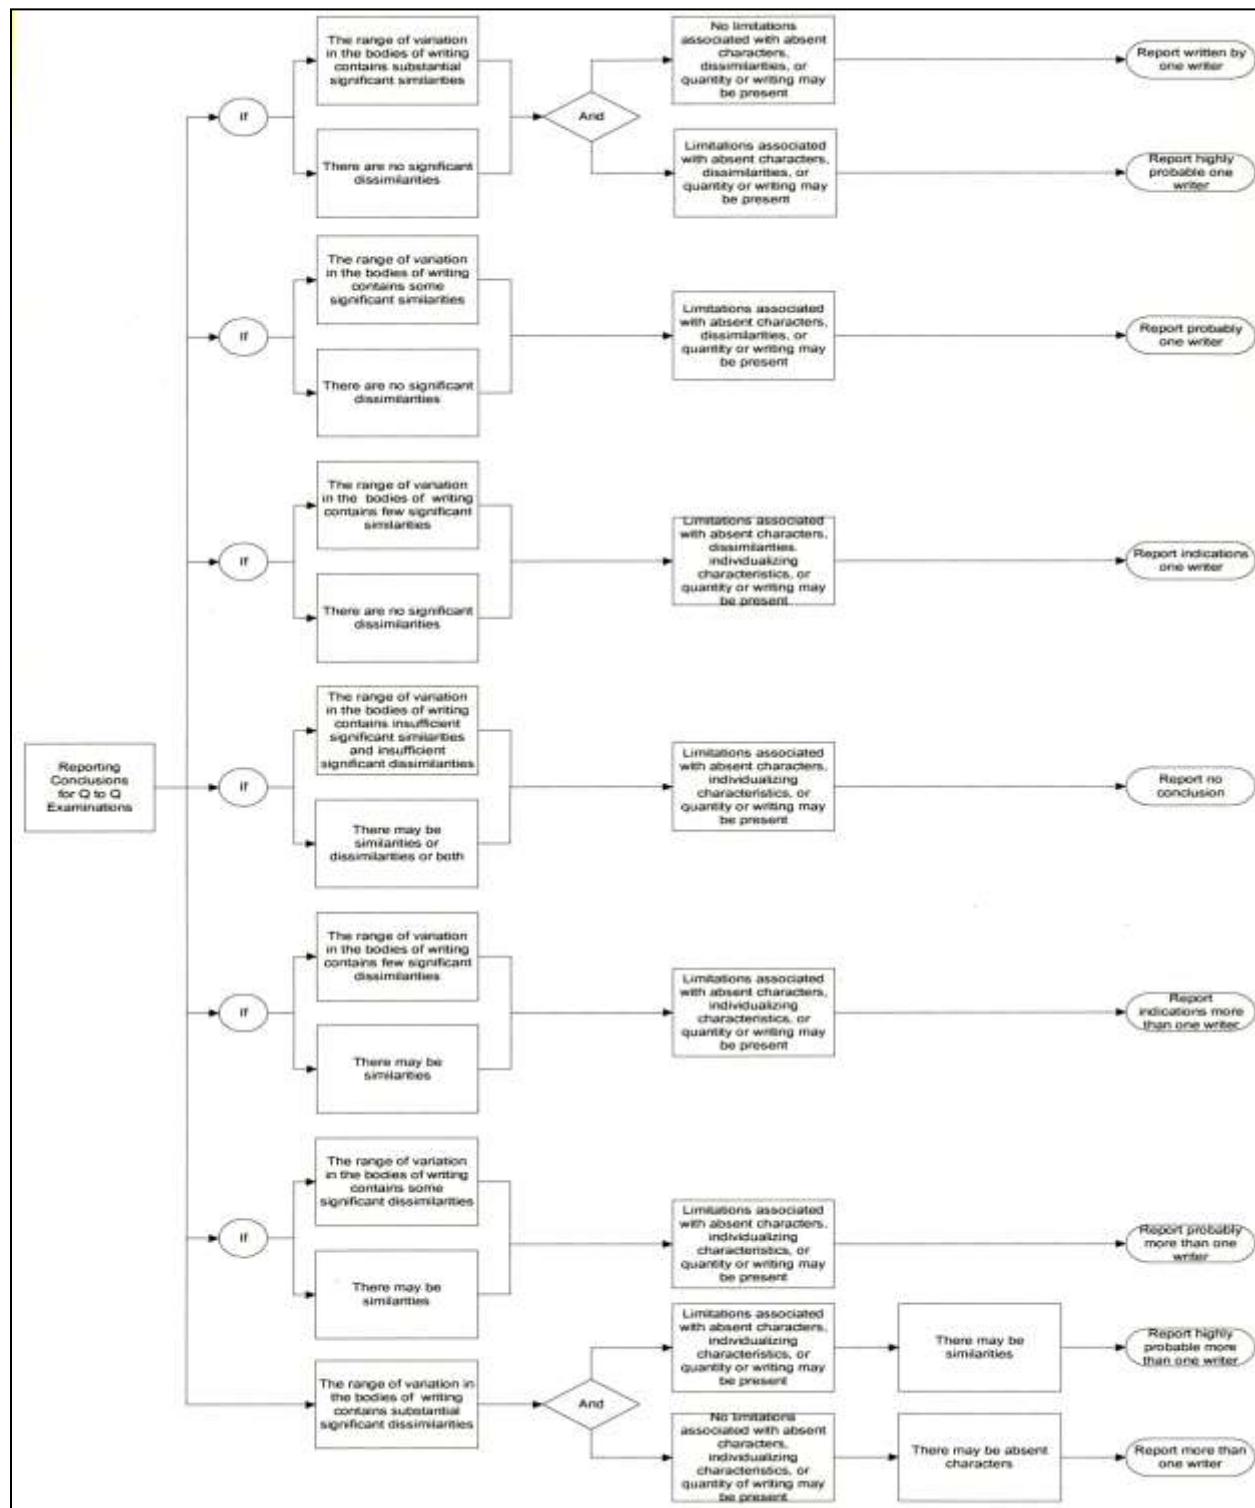 The range of variation
in the bodies of writing
contains substantial
significant similarities
No limitations
associated with absent
characters,
dissimilarities, or
quantity or writing may
be present
Report written by
one writer
If
And
There are no significant
dissimilarities
Limitations associated
with absent characters,
dissimilarities, or
quantity or writing may
be present
Report highly
probable one
writer
The range of variation
in the bodies of writing
contains some
significant similarities
If
Limitations associated
with absent characters,
dissimilarities, or
quantity or writing may
be present
Report probably
one writer
There are no significant
dissimilarities
The range of variation
in the bodies of writing
contains few significant
similarities
If
Limitations associated
with absent characters,
dissimilarities,
individualizing
characteristics, or
quantity or writing may
be present
Report indications
one writer
There are no significant
dissimilarities
Reporting
Conclusions
for Q to Q
Examinations
The range of variation
in the bodies of writing
contains insufficient
significant similarities
and insufficient
significant dissimilarities
If
Limitations associated
with absent characters,
individualizing
characteristics, or
quantity or writing may
be present
Report no
conclusion
There may be
similarities or
dissimilarities or both
The range of variation
in the bodies of writing
contains few significant
dissimilarities
If
Limitations associated
with absent characters,
individualizing
characteristics, or
quantity or writing may
be present
Report
indications more
than one writer
There may be
similarities
The range of variation
in the bodies of writing
contains some
significant dissimilarities
If
Limitations associated
with absent characters,
individualizing
characteristics, or
quantity or writing may
be present
Report probably
more than one
writer
There may be
similarities
The range of variation in
the bodies of writing
contains substantial
significant dissimilarities
And
Limitations associated
with absent characters,
individualizing
characteristics, or
quantity or writing may
be present
There may be
similarities
Report highly
probable more
than one writer
No limitations
associated with absent
characters,
individualizing
characteristics, or
quantity of writing may
be present
There may be absent
characters
Report more than
one writer